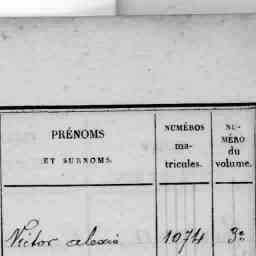 PRÉNOMS
ET SURNOMS.
NUMÉROS
ma-
tricules.
NU-
MÉRO
du
volume.
Victor alexis 1074 3e